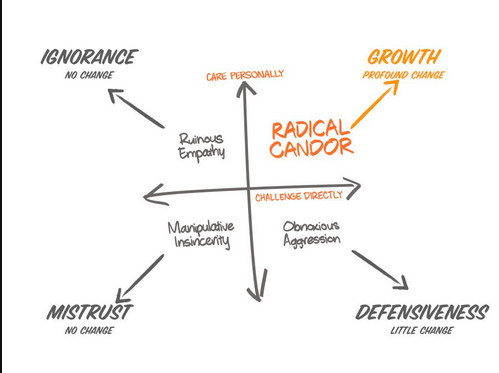 IGNORANCE
NO CHANGE
GROWTH
PROFOUND CHANGE
CARE PERSONALLY
Ruinous
Empathy
RADICAL
CANDOR
CHALLENGE DIRECTLY
Manipulative
Insincerity
Obnoxious
Aggression
MISTRUST
NO CHANGE
DEFENSIVENESS
LITTLE CHANGE